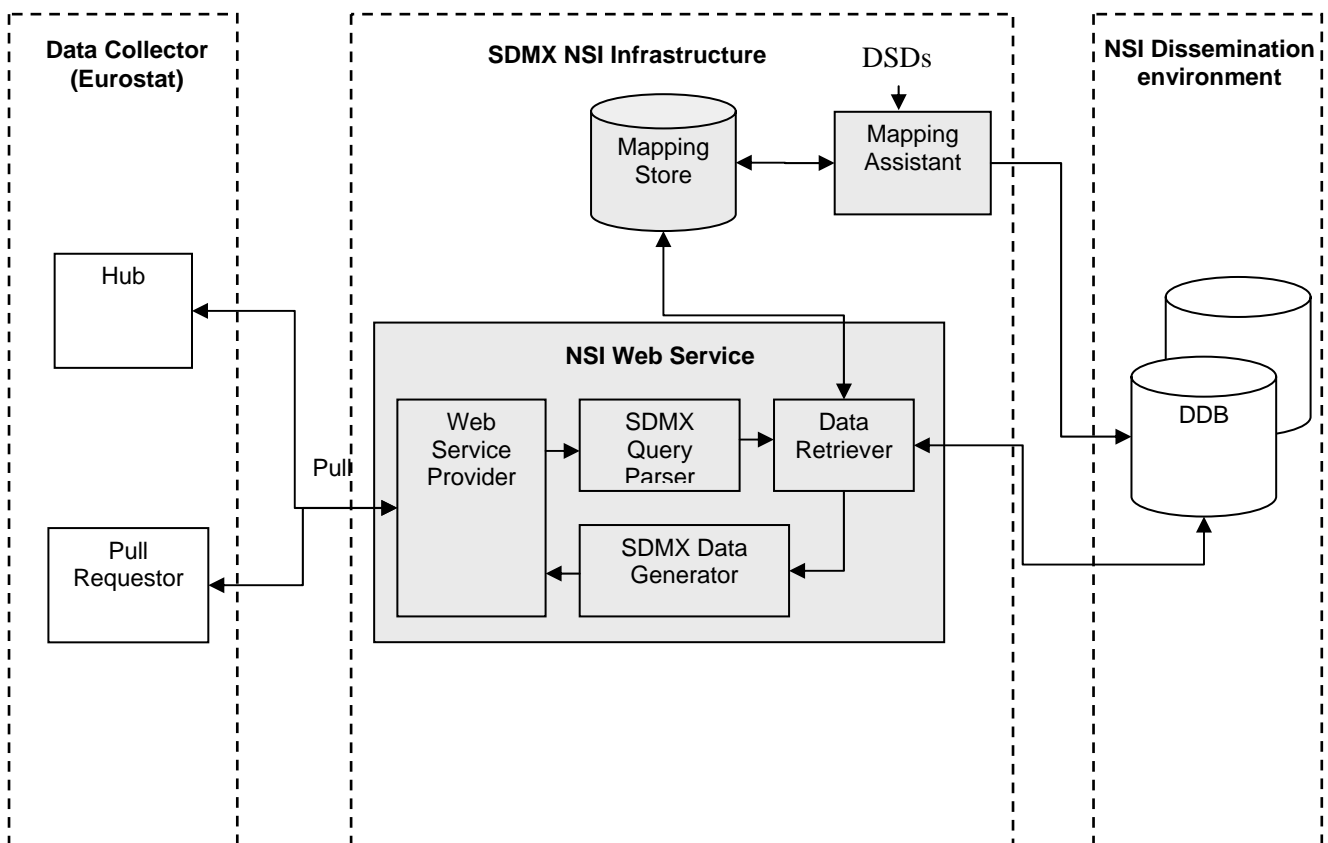 Data Collector
(Eurostat)
SDMX NSI Infrastructure
DSDs
NSI Dissemination
environment
Mapping
Store
Mapping
Assistant
Hub
NSI Web Service
Web
Service
Provider
SDMX
Query
Parser
Data
Retriever
DDB
Pull
Pull
Requestor
SDMX Data
Generator